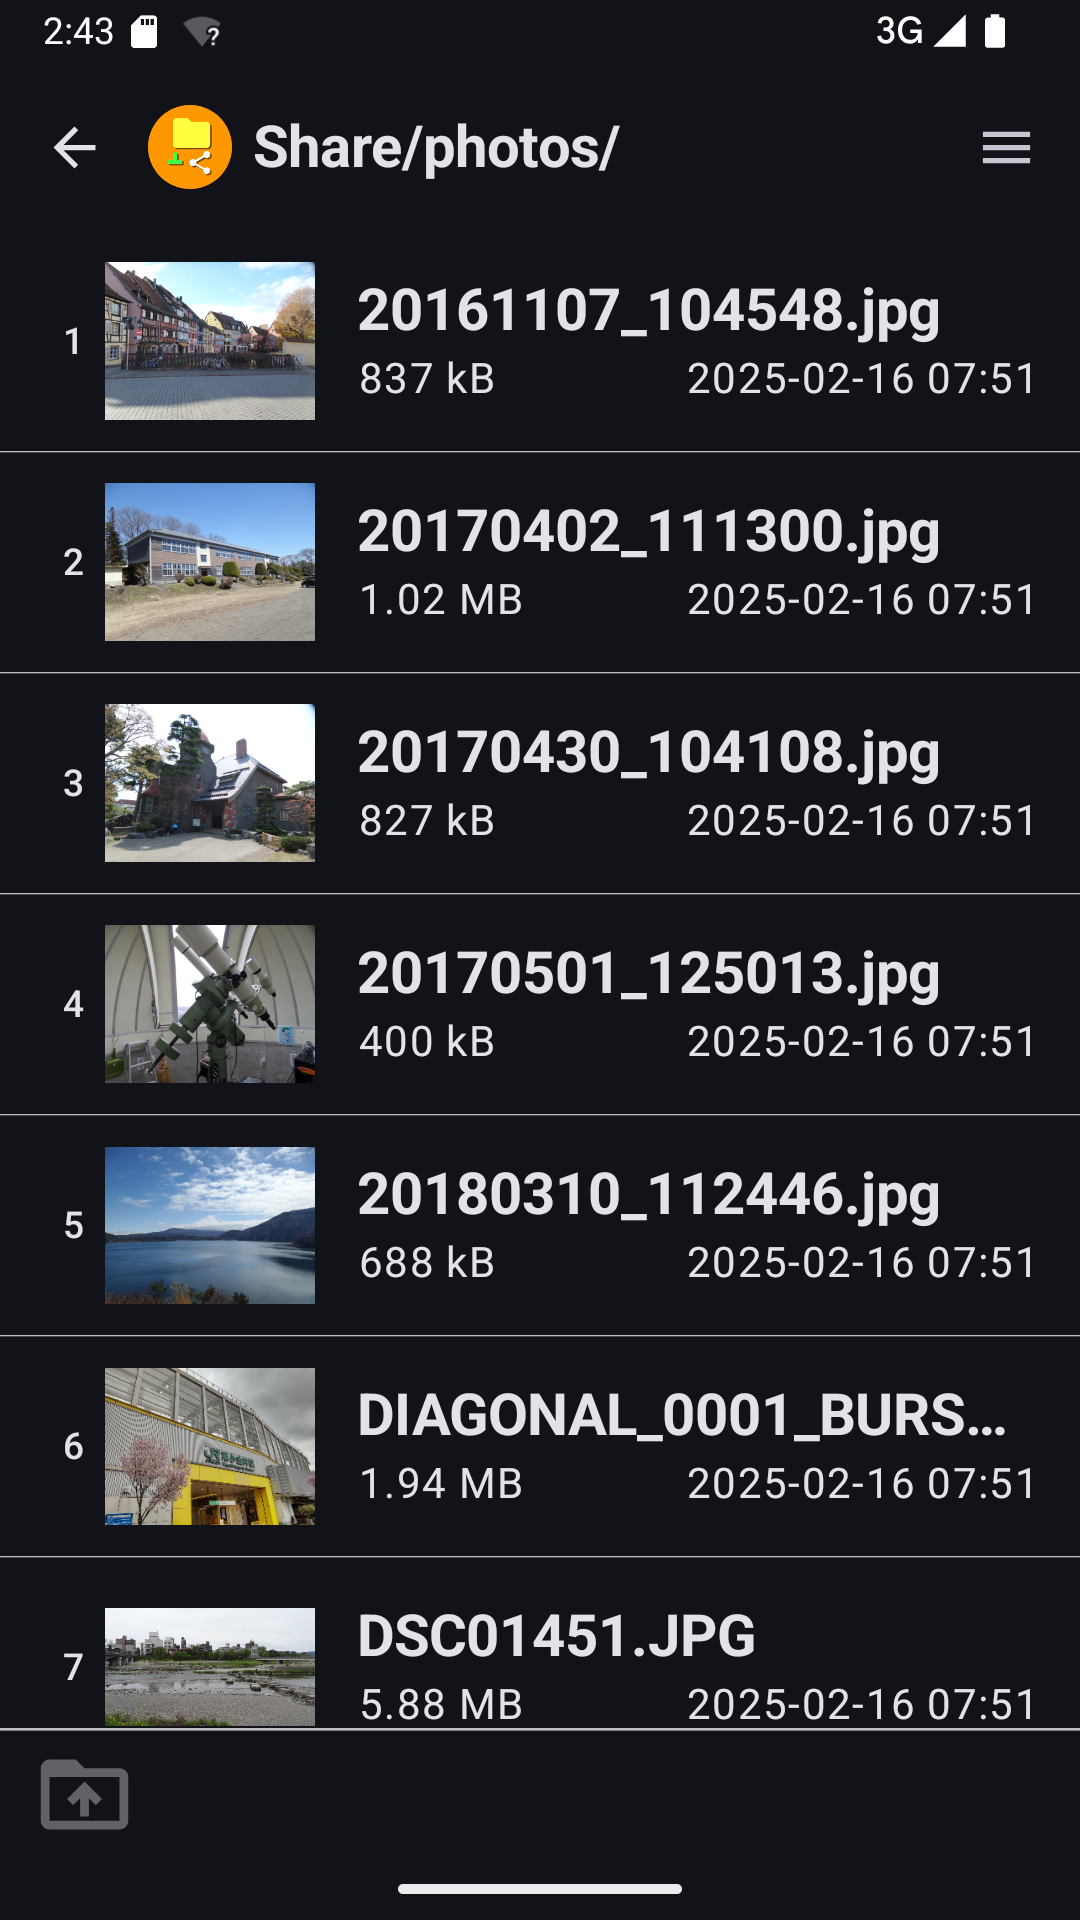 2:43
3G
Share/photos/
1
20161107_104548.jpg
837 kB 2025-02-16 07:51
2
20170402_111300.jpg
1.02 MB 2025-02-16 07:51
3
20170430_104108.jpg
827 kB 2025-02-16 07:51
4
20170501_125013.jpg
400 kB 2025-02-16 07:51
5
20180310_112446.jpg
688 kB 2025-02-16 07:51
6
DIAGONAL_0001_BURS...
1.94 MB 2025-02-16 07:51
7
DSC01451.JPG
5.88 MB 2025-02-16 07:51